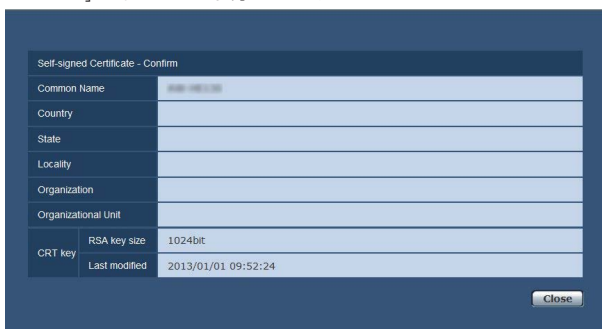 Self-signed Certificate - Confirm
Common Name
Country
State
Locality
Organization
Organizational Unit
CRT key
RSA key size 1024bit
Last modified 2013/01/01 09:52:24
Close